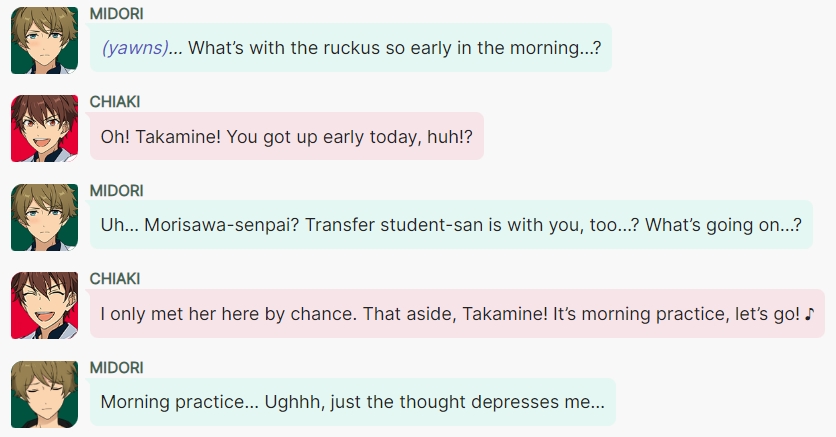 MIDORI
(yawns)... What’s with the ruckus so early in the morning...?
CHIAKI
Oh! Takamine! You got up early today, huh!?
MIDORI
Uh... Morisawa-senpai? Transfer student-san is with you, too...? What’s going on...?
CHIAKI
I only met her here by chance. That aside, Takamine! It’s morning practice, let’s go! ♪
MIDORI
Morning practice... Ughhh, just the thought depresses me...